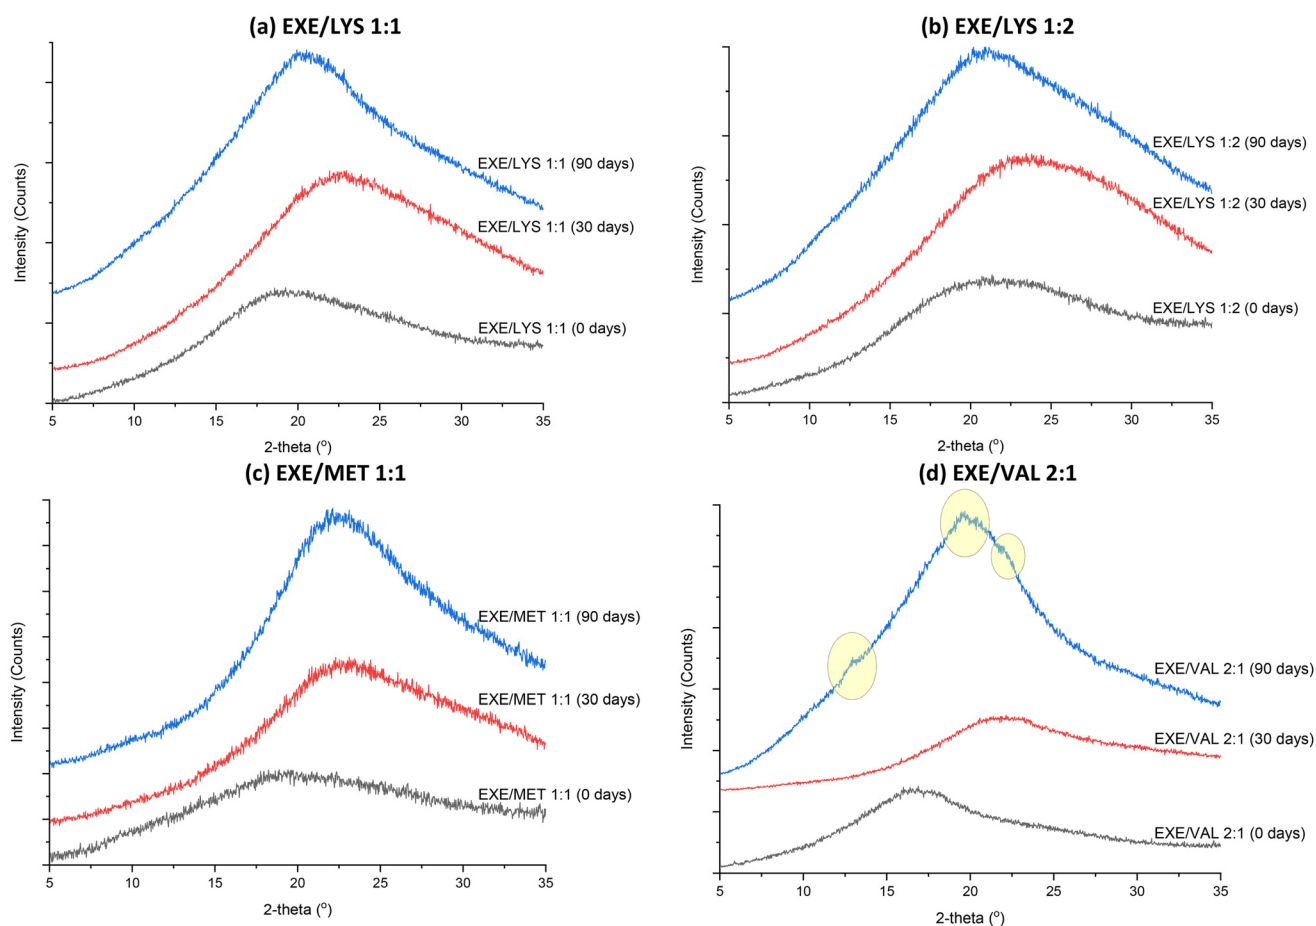 (a) EXE/LYS 1:1
Intensity (Counts)
EXE/LYS 1:1 (90 days)
EXE/LYS 1:1 (30 days)
EXE/LYS 1:1 (0 days)
5 10 15 20 25 30 35
2-theta (°)
(b) EXE/LYS 1:2
Intensity (Counts)
EXE/LYS 1:2 (90 days)
EXE/LYS 1:2 (30 days)
EXE/LYS 1:2 (0 days)
5 10 15 20 25 30 35
2-theta (°)
(c) EXE/MET 1:1
Intensity (Counts)
EXE/MET 1:1 (90 days)
EXE/MET 1:1 (30 days)
EXE/MET 1:1 (0 days)
5 10 15 20 25 30 35
2-theta (°)
(d) EXE/VAL 2:1
Intensity (Counts)
EXE/VAL 2:1 (90 days)
EXE/VAL 2:1 (30 days)
EXE/VAL 2:1 (0 days)
5 10 15 20 25 30 35
2-theta (°)